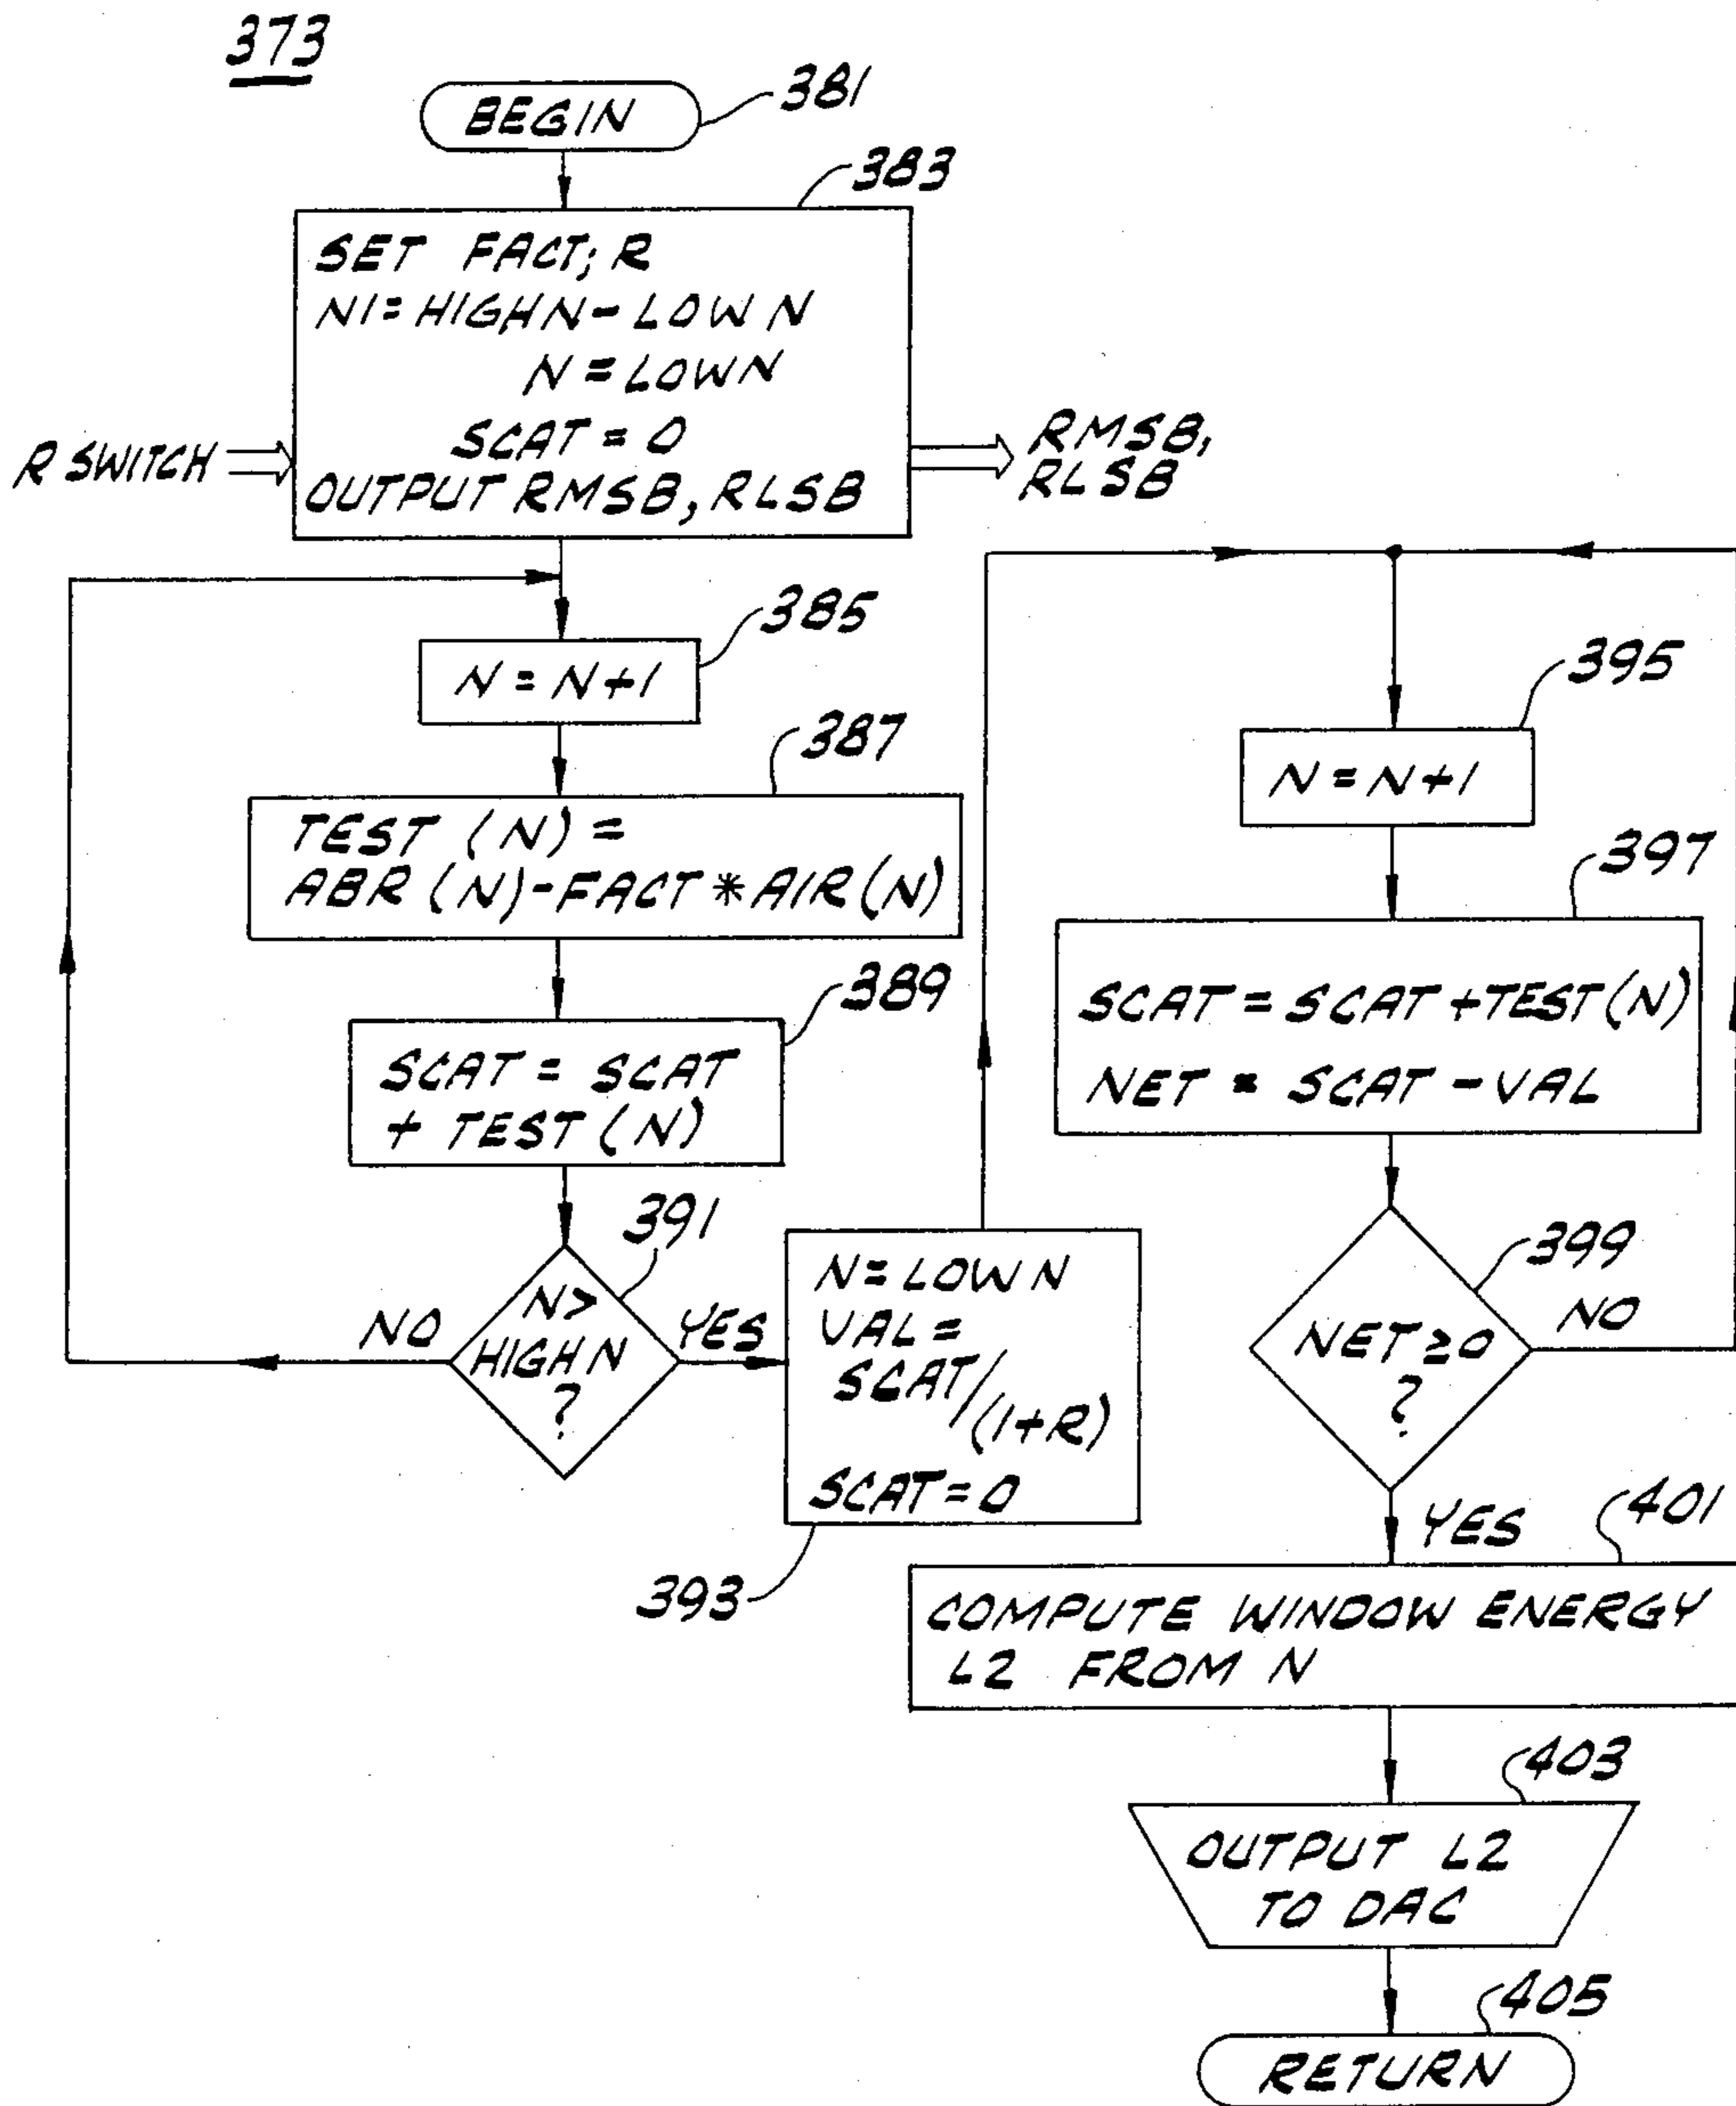 373
BEGIN
381
383
SET FACT; R
N1=HIGHN-LOWN
N=LOWN
SCAT=0
OUTPUT RMSB, RLSB
R SWITCH
RMSB,
RLSB
385
N=N+1
387
TEST (N)=
ABR (N)-FACT*AIR(N)
389
SCAT=SCAT
+ TEST (N)
391
N>
HIGHN
?
NO
YES
N=LOWN
VAL=
SCAT/(1+R)
SCAT=0
393
395
N=N+1
397
SCAT=SCAT+TEST(N)
NET=SCAT-VAL
399
NET≥0
?
NO
YES
401
COMPUTE WINDOW ENERGY
L2 FROM N
403
OUTPUT L2
TO DAC
405
RETURN